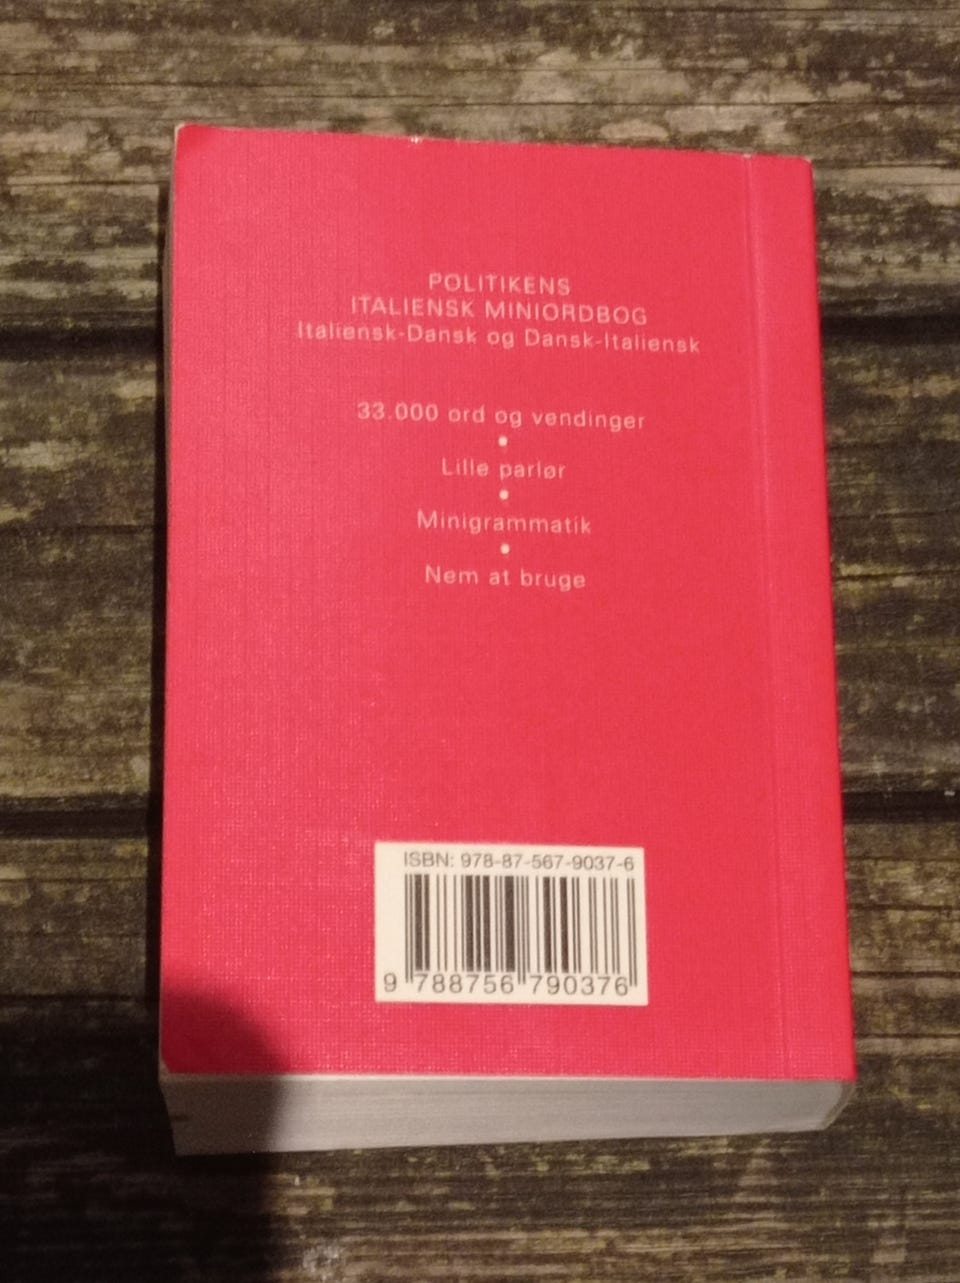 POLITIKENS
ITALIENSK MINIORDBOG
Italiensk-Dansk og Dansk-Italiensk
33.000 ord og vendinger
•
Lille parlør
•
Minigrammatik
•
Nem at bruge
ISBN: 978-87-567-9037-6
9 788756 790376